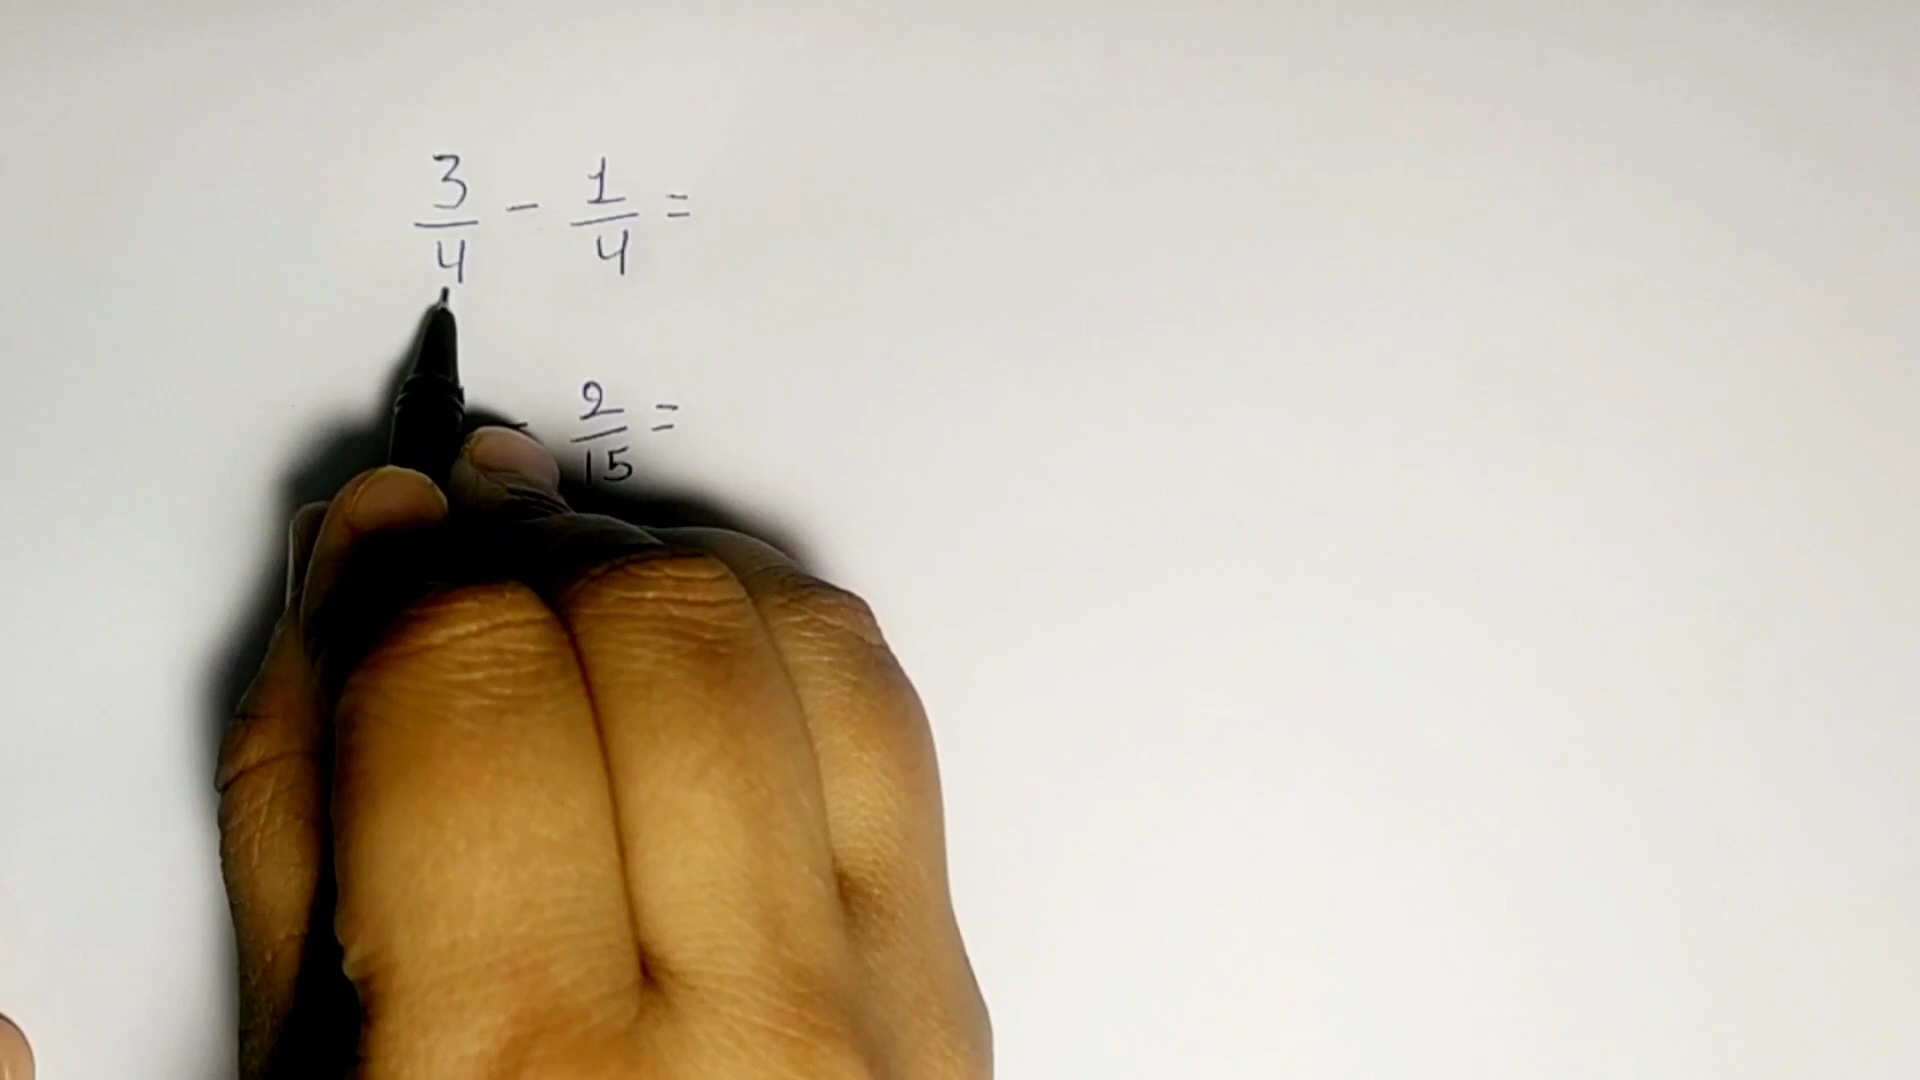 3/4 - 1/4 =
- 2/15 =